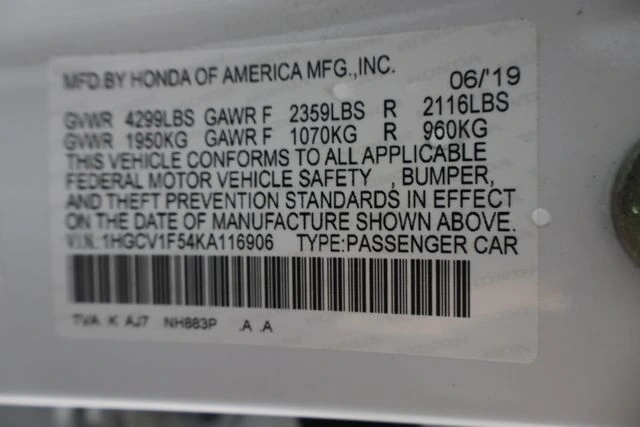 MFD.BY HONDA OF AMERICA MFG.,INC. 06/'19
GVWR 4299LBS GAWR F 2359LBS R 2116LBS
GVWR 1950KG GAWR F 1070KG R 960KG
THIS VEHICLE CONFORMS TO ALL APPLICABLE
FEDERAL MOTOR VEHICLE SAFETY , BUMPER,
AND THEFT PREVENTION STANDARDS IN EFFECT
ON THE DATE OF MANUFACTURE SHOWN ABOVE.
V.I.N.:1HGCV1F54KA116906 TYPE:PASSENGER CAR
TVA K AJ7 NH883P .A .A